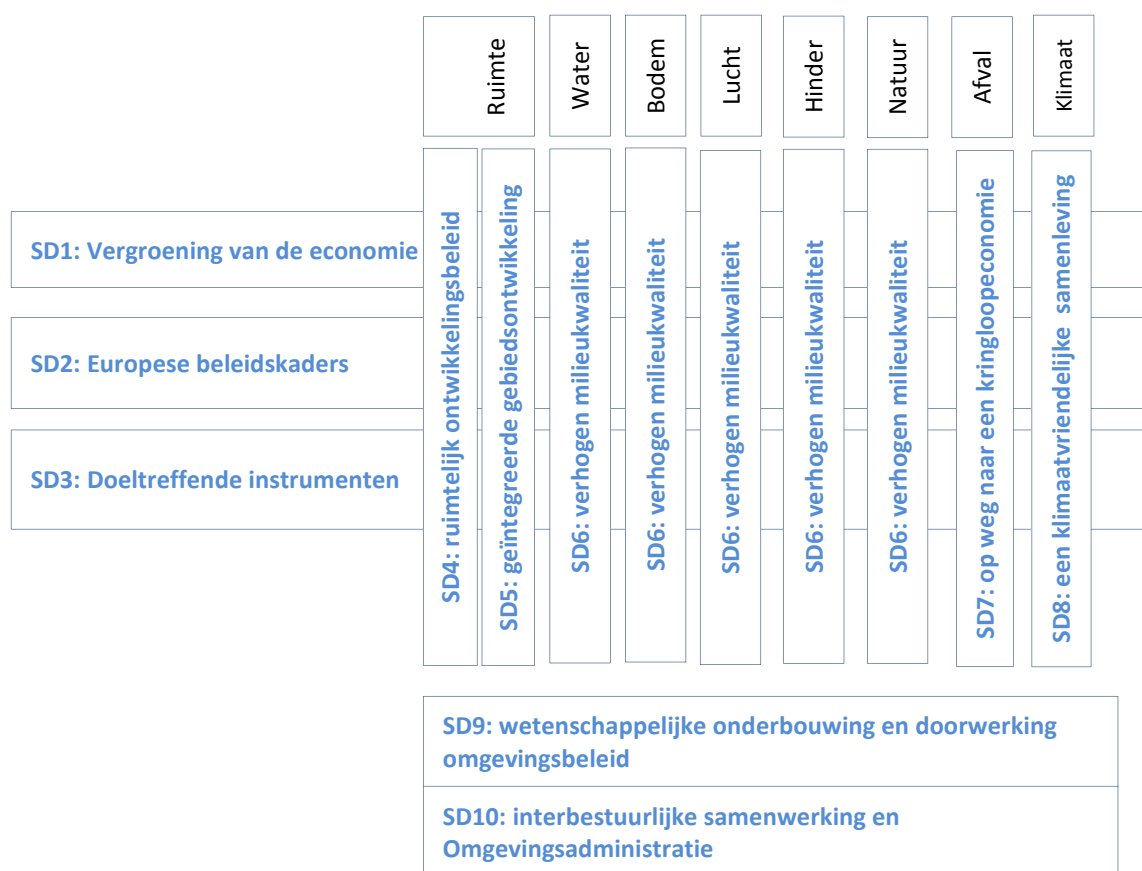 Ruimte
Water
Bodem
Lucht
Hinder
Natuur
Afval
Klimaat
SD1: Vergroening van de economie
SD2: Europese beleidskaders
SD3: Doeltreffende instrumenten
SD4: ruimtelijk ontwikkelingsbeleid
SD5: geïntegreerde gebiedsontwikkeling
SD6: verhogen milieukwaliteit
SD6: verhogen milieukwaliteit
SD6: verhogen milieukwaliteit
SD6: verhogen milieukwaliteit
SD6: verhogen milieukwaliteit
SD7: op weg naar een kringloopeconomie
SD8: een klimaatvriendelijke samenleving
SD9: wetenschappelijke onderbouwing en doorwerking
omgevingsbeleid
SD10: interbestuurlijke samenwerking en
Omgevingsadministratie